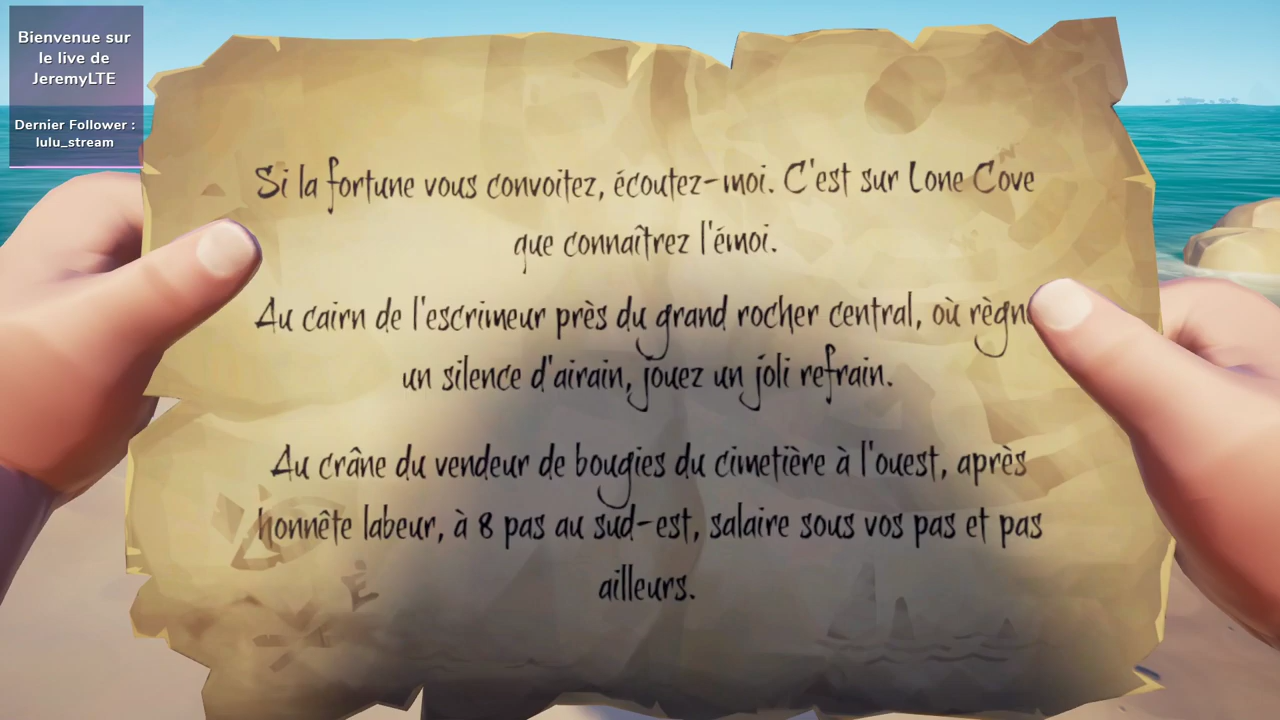 Bienvenue sur
le live de
JeremyLTE
Dernier Follower :
lulu_stream
Si la fortune vous convoitez, écoutez-moi. C'est sur Lone Cove
que connaîtrez l'émoi.
Au cairn de l'escrimeur près du grand rocher central, où
un silence d'airain, jouez un joli refrain.
Au crâne du vendeur de bougies du cimetière à l'ouest, après
honnête labeur, à 8 pas au sud-est, salaire sous vos pas et pas
ailleurs.